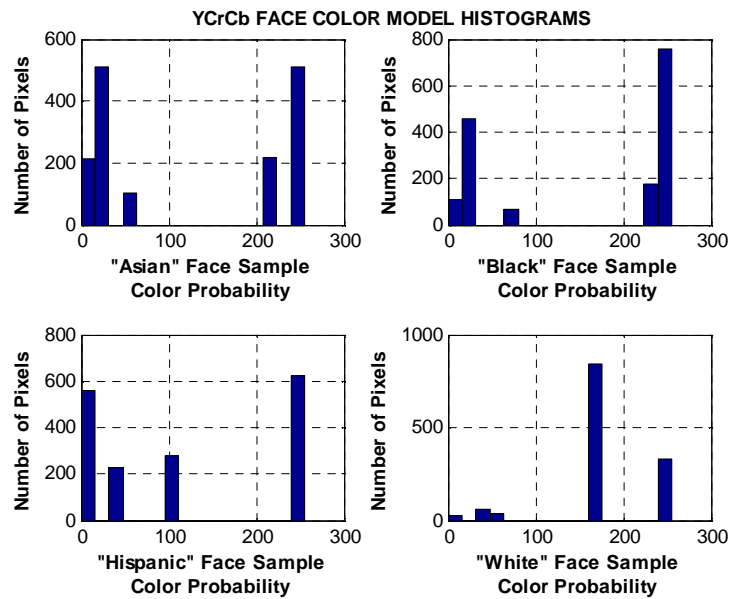 YCrCb FACE COLOR MODEL HISTOGRAMS
600
400
200
0
Number of Pixels
0 100 200 300
"Asian" Face Sample
Color Probability
800
600
400
200
0
Number of Pixels
0 100 200 300
"Black" Face Sample
Color Probability
800
600
400
200
0
Number of Pixels
0 100 200 300
"Hispanic" Face Sample
Color Probability
1000
500
0
Number of Pixels
0 100 200 300
"White" Face Sample
Color Probability